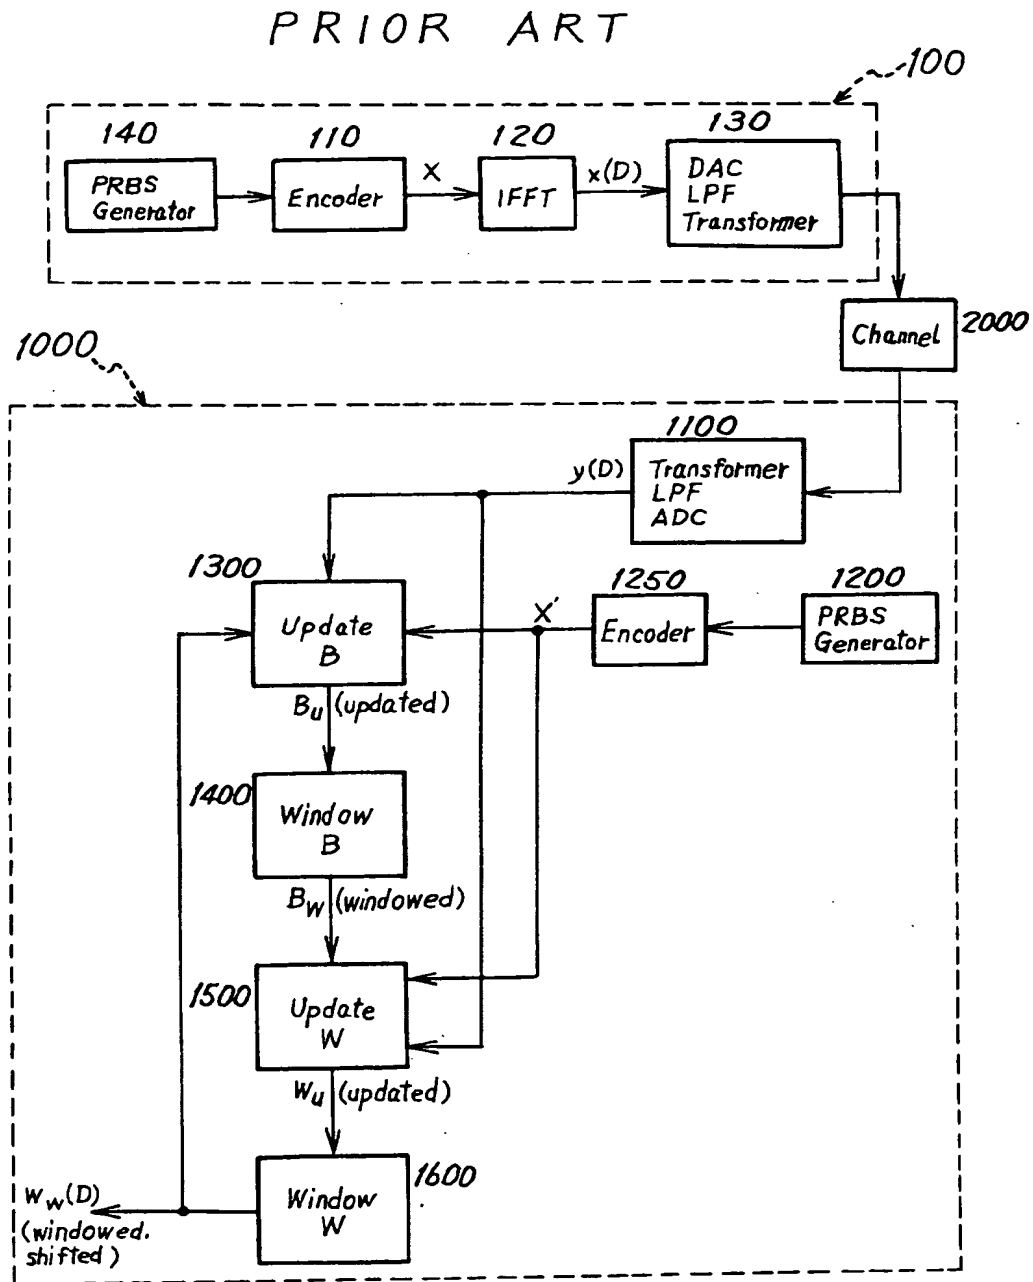 PRIOR ART
100
140
110
120
130
PRBS
Generator
Encoder
X
IFFT
x(D)
DAC
LPF
Transformer
Channel
2000
1000
1100
y(D)
Transformer
LPF
ADC
1300
1250
1200
Update
B
X'
Encoder
PRBS
Generator
Bu (updated)
1400
Window
B
Bw (windowed)
1500
Update
W
Wu (updated)
1600
Window
W
ww(D)
(windowed.
shifted)